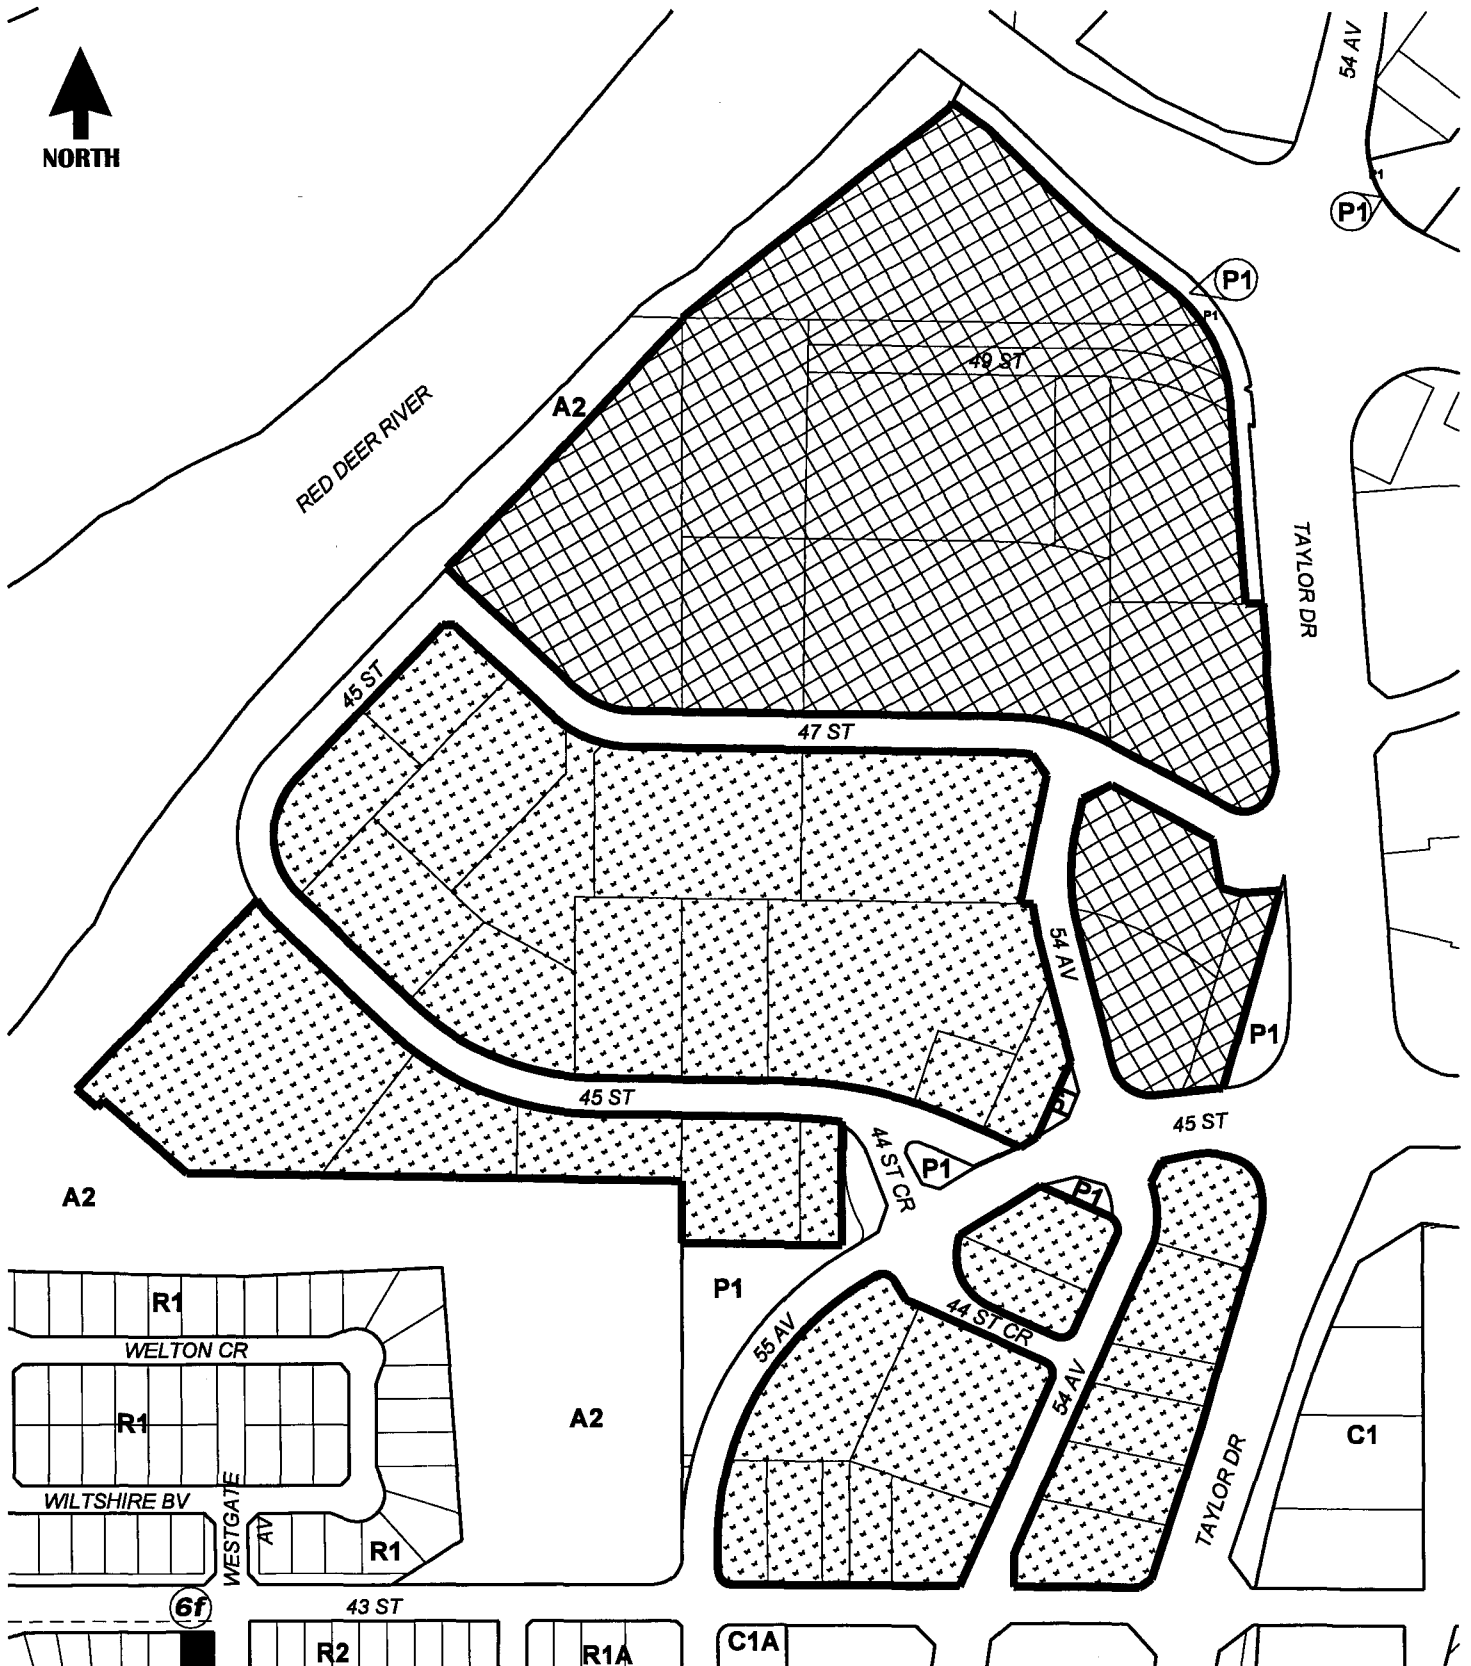 54 AV
NORTH
P1
P1
P1
P1
49 ST
A2
RED DEER RIVER
TAYLOR DR
45 ST
47 ST
54 AV
P1
45 ST
P1
45 ST
44 ST CR
P1
P1
A2
P1
R1
44 ST CR
55 AV
WELTON CR
54 AV
A2
R1
C1
TAYLOR DR
WILTSHIRE BV
WESTGATE
AV
R1
6f
43 ST
R2
R1A
C1A